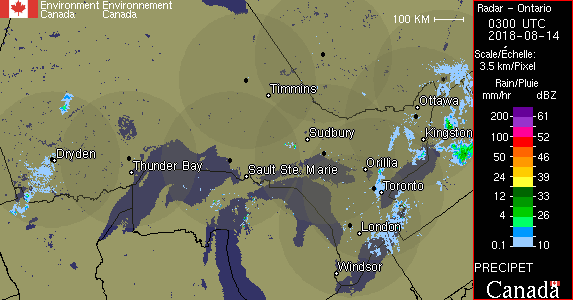 Environment Environnement
Canada Canada
100 KM
Timmins
Ottawa
Sudbury
Kingston
Dryden
Thunder Bay
Sault Ste. Marie
Orillia
Toronto
London
Windsor
Radar - Ontario
0300 UTC
2018-08-14
Scale/Échelle:
3.5 km/Pixel
Rain/Pluie
mm/hr dBZ
200 61
100 52
50 46
24 39
12 33
4 26
0.1 10
PRECIPET
Canada